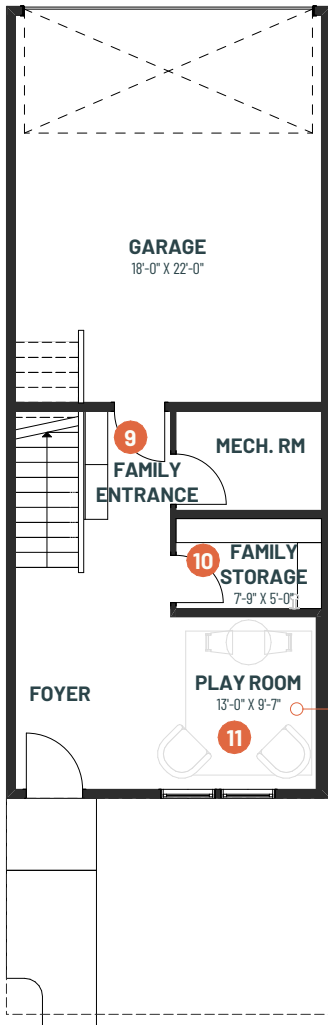 GARAGE
18'-0" X 22'-0"
9
MECH. RM
FAMILY
ENTRANCE
10
FAMILY
STORAGE
7'-9" X 5'-0"
FOYER
PLAY ROOM
13'-0" X 9'-7"
11